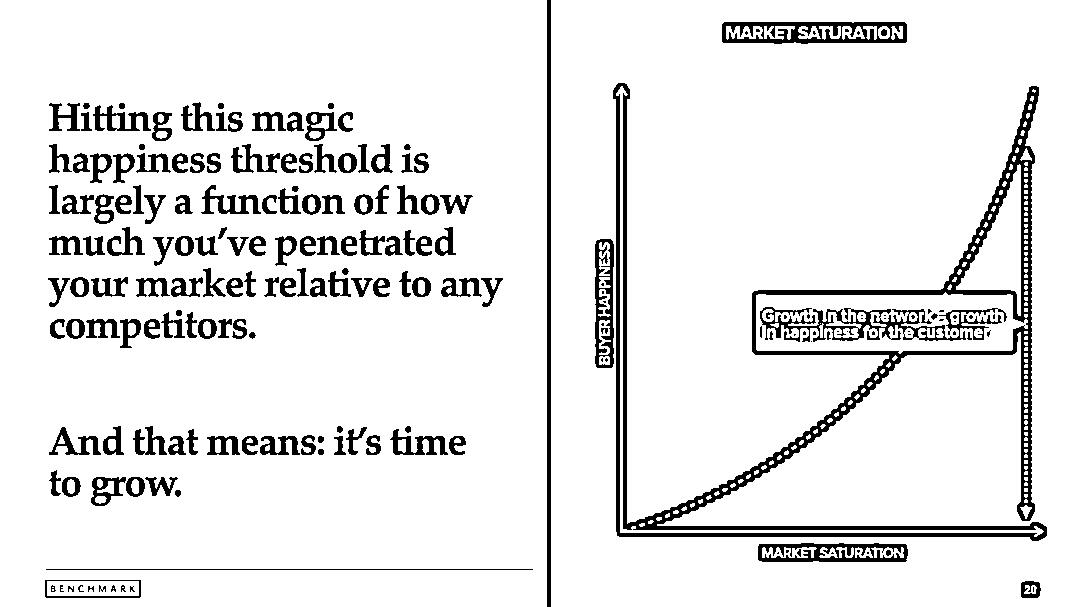 Hitting this magic
happiness threshold is
largely a function of how
much you've penetrated
your market relative to any
competitors.
And that means: it's time
to grow.
BENCHMARK
MARKET SATURATION
BUYER HAPPINESS
Growth in the network = growth
in happiness for the customer
MARKET SATURATION
20